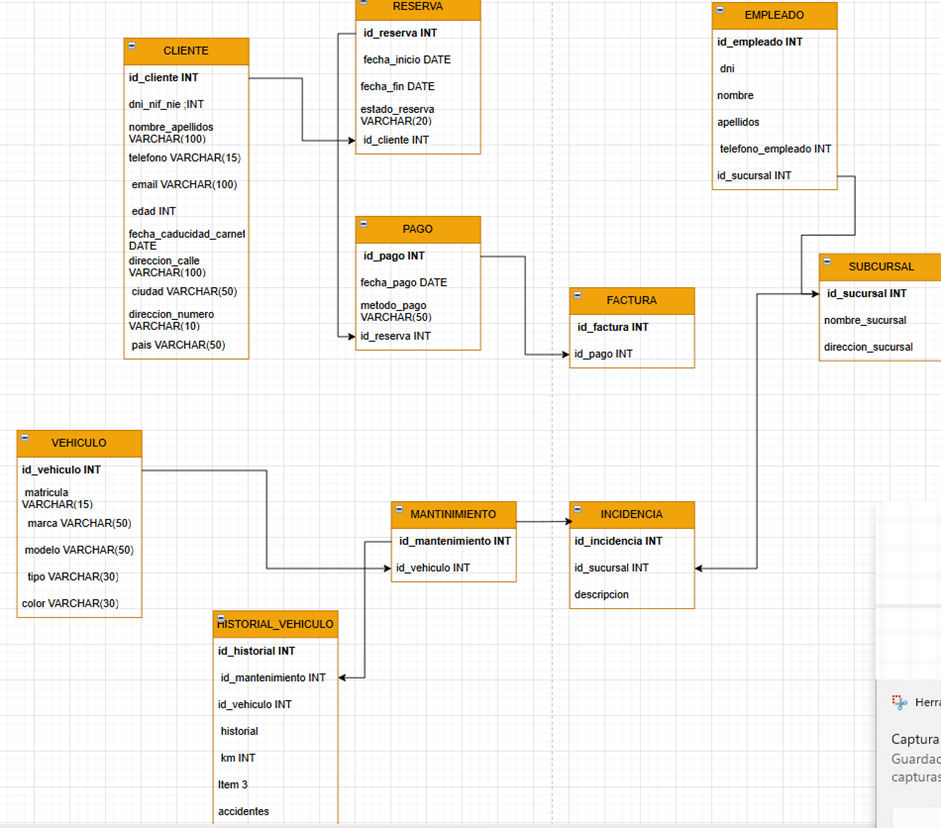 RESERVA
id_reserva INT
fecha_inicio DATE
fecha_fin DATE
estado_reserva
VARCHAR(20)
id_cliente INT
EMPLEADO
id_empleado INT
dni
nombre
apellidos
telefono_empleado INT
id_sucursal INT
CLIENTE
id_cliente INT
dni_nif_nie ;INT
nombre_apellidos
VARCHAR(100)
telefono VARCHAR(15)
email VARCHAR(100)
edad INT
fecha_caducidad_carnet
DATE
direccion_calle
VARCHAR(100)
ciudad VARCHAR(50)
direccion_numero
VARCHAR(10)
pais VARCHAR(50)
PAGO
id_pago INT
fecha_pago DATE
metodo_pago
VARCHAR(50)
id_reserva INT
FACTURA
id_factura INT
id_pago INT
SUBCURSAL
id_sucursal INT
nombre_sucursal
direccion_sucursal
VEHICULO
id_vehiculo INT
matricula
VARCHAR(15)
marca VARCHAR(50)
modelo VARCHAR(50)
tipo VARCHAR(30)
color VARCHAR(30)
MANTINIMIENTO
id_mantenimiento INT
id_vehiculo INT
INCIDENCIA
id_incidencia INT
id_sucursal INT
descripcion
HISTORIAL_VEHICULO
id_historial INT
id_mantenimiento INT
id_vehiculo INT
historial
km INT
Item 3
accidentes
Herra
Captura
Guardad
capturas